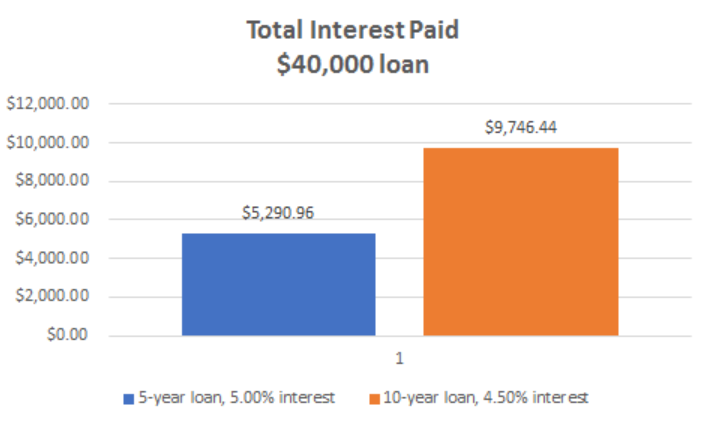 Total Interest Paid
$40,000 loan
$12,000.00
$10,000.00
$8,000.00
$6,000.00
$4,000.00
$2,000.00
$0.00
$5,290.96
$9,746.44
1
5-year loan, 5.00% interest
10-year loan, 4.50% interest